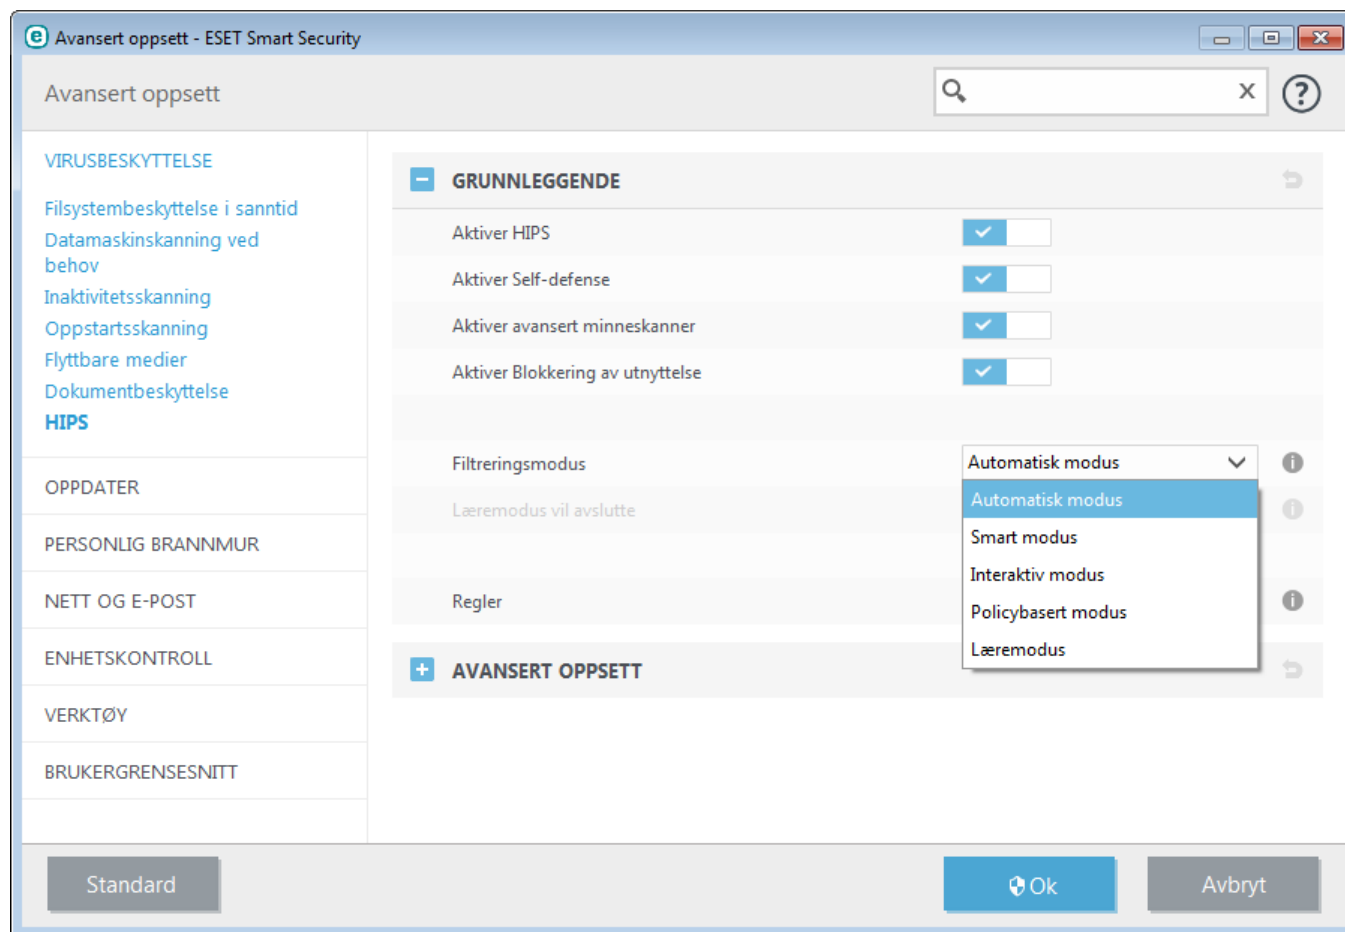 Avansert oppsett - ESET Smart Security
Avansert oppsett
VIRUSBESKYTTELSE
Filsystembeskyttelse i sanntid
Datamaskinskanning ved
behov
Inaktivitetsskanning
Oppstartsskanning
Flyttbare medier
Dokumentbeskyttelse
HIPS
OPPDATER
PERSONLIG BRANNMUR
NETT OG E-POST
ENHETSKONTROLL
VERKTØY
BRUKERGRENSESNITT
GRUNNLEGGENDE
Aktiver HIPS
Aktiver Self-defense
Aktiver avansert minneskanner
Aktiver Blokkering av utnyttelse
Filtreringsmodus
Automatisk modus
Læremodus vil avslutte
Automatisk modus
Smart modus
Interaktiv modus
Policybasert modus
Læremodus
Regler
AVANSERT OPPSETT
Standard
Ok
Avbryt